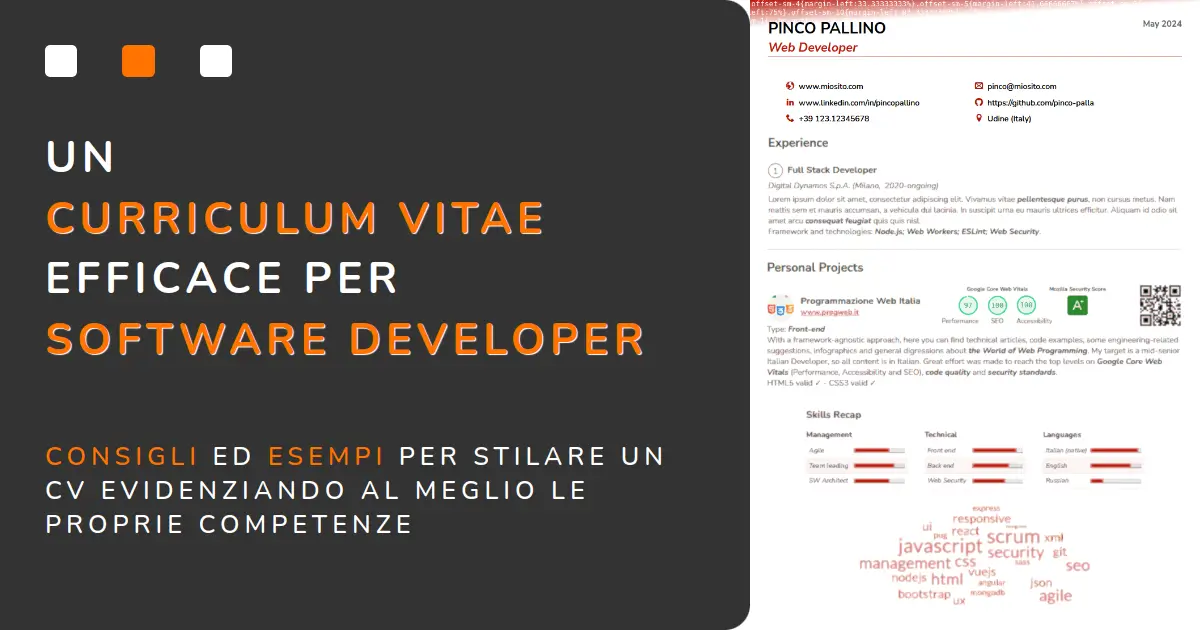 UN
CURRICULUM VITAE
EFFICACE PER
SOFTWARE DEVELOPER
CONSIGLI ED ESEMPI PER STILARE UN
CV EVIDENZIANDO AL MEGLIO LE
PROPRIE COMPETENZE
May 2024
PINCO PALLINO
Web Developer
www.miosito.com
pinco@miosito.com
www.linkedin.com/in/pincopallino
https://github.com/pinco-palla
+39 123.12345678
Udine (Italy)
Experience
1 Full Stack Developer
Digital Dynamos S.p.A. (Milano, 2020-ongoing)
Lorem ipsum dolor sit amet, consectetur adipiscing elit. Vivamus vitae pellentesque purus, non cursus metus. Nam
mattis sem et mauris accumsan, a vehicula dui lacinia. In suscipit urna eu mauris ultrices efficitur. Aliquam id odio sit
amet arcu consequat feugiat quis quis nisl.
Framework and technologies: Node.js; Web Workers; ESLint; Web Security.
Personal Projects
Programmazione Web Italia
www.progweb.it
Google Core Web Vitals
97 100 100
Performance SEO Accessibility
Mozilla Security Score
A+
Type: Front-end
With a framework-agnostic approach, here you can find technical articles, code examples, some engineering-related
suggestions, infographics and general digressions about the World of Web Programming. My target is a mid-senior
Italian Developer, so all content is in Italian. Great effort was made to reach the top levels on Google Core Web
Vitals (Performance, Accessibility and SEO), code quality and security standards.
HTML5 valid ✓ - CSS3 valid ✓
Skills Recap
Management
Agile
Team leading
SW Architect
Technical
Front end
Back end
Web Security
Languages
Italian (native)
English
Russian
express
responsive
ui
pug react scrum xml
javascript security git
management css sass seo
nodejs html vuejs
angular json
bootstrap ux mongodb agile